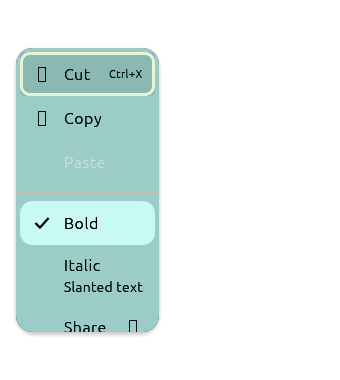 Cut Ctrl+X
Copy
Paste
Bold
Italic
Slanted text
Share